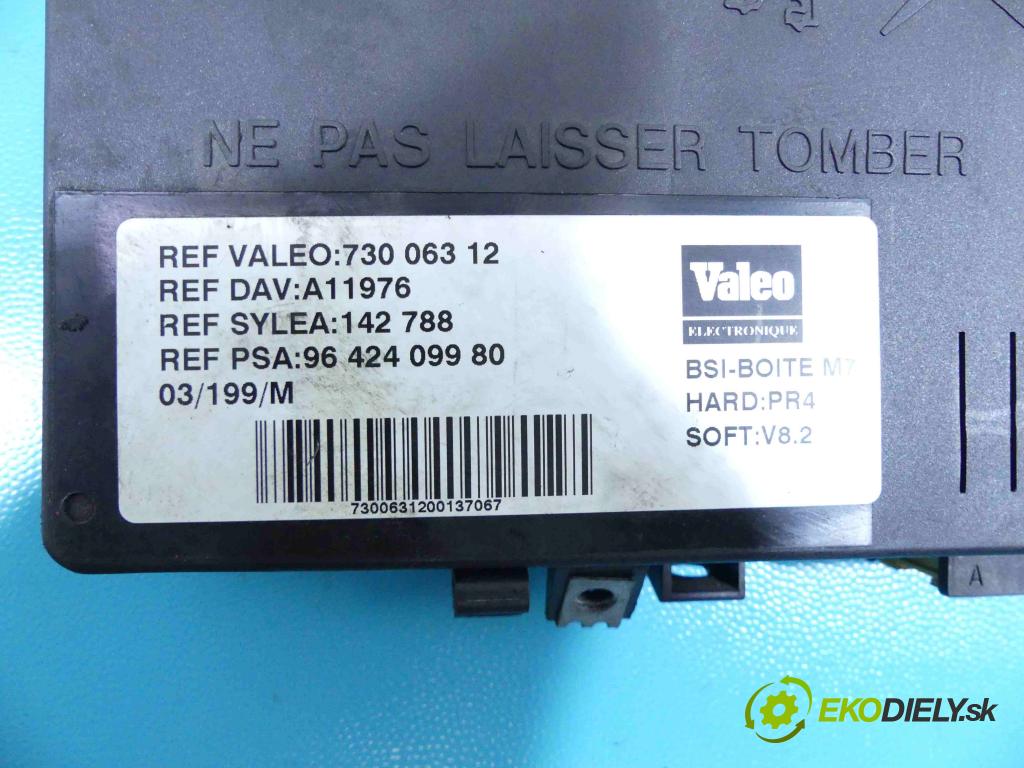 NE PAS LAISSER TOMBER
REF VALEO:730 063 12
REF DAV:A11976
REF SYLEA:142 788
REF PSA:96 424 099 80
03/199/M
7300631200137067
Valeo
ELECTRONIQUE
BSI-BOITE M7
HARD:PR4
SOFT:V8.2
A
EKODIELY.sk